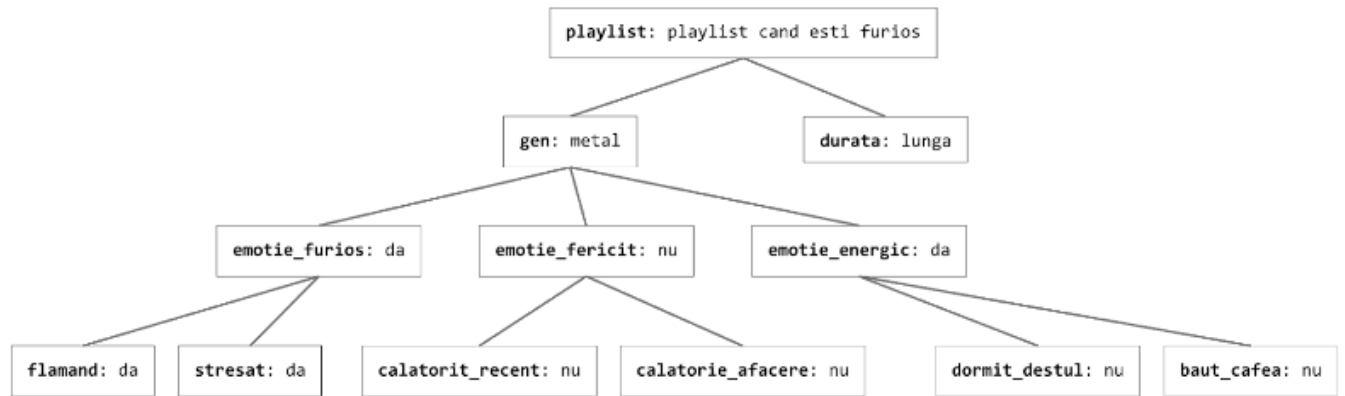 playlist: playlist cand esti furios
gen: metal
durata: lunga
emotie_furios: da
emotie_fericit: nu
emotie_energic: da
flamand: da
stresat: da
calatorit_recent: nu
calatorie_afacere: nu
dormit_destul: nu
baut_cafea: nu